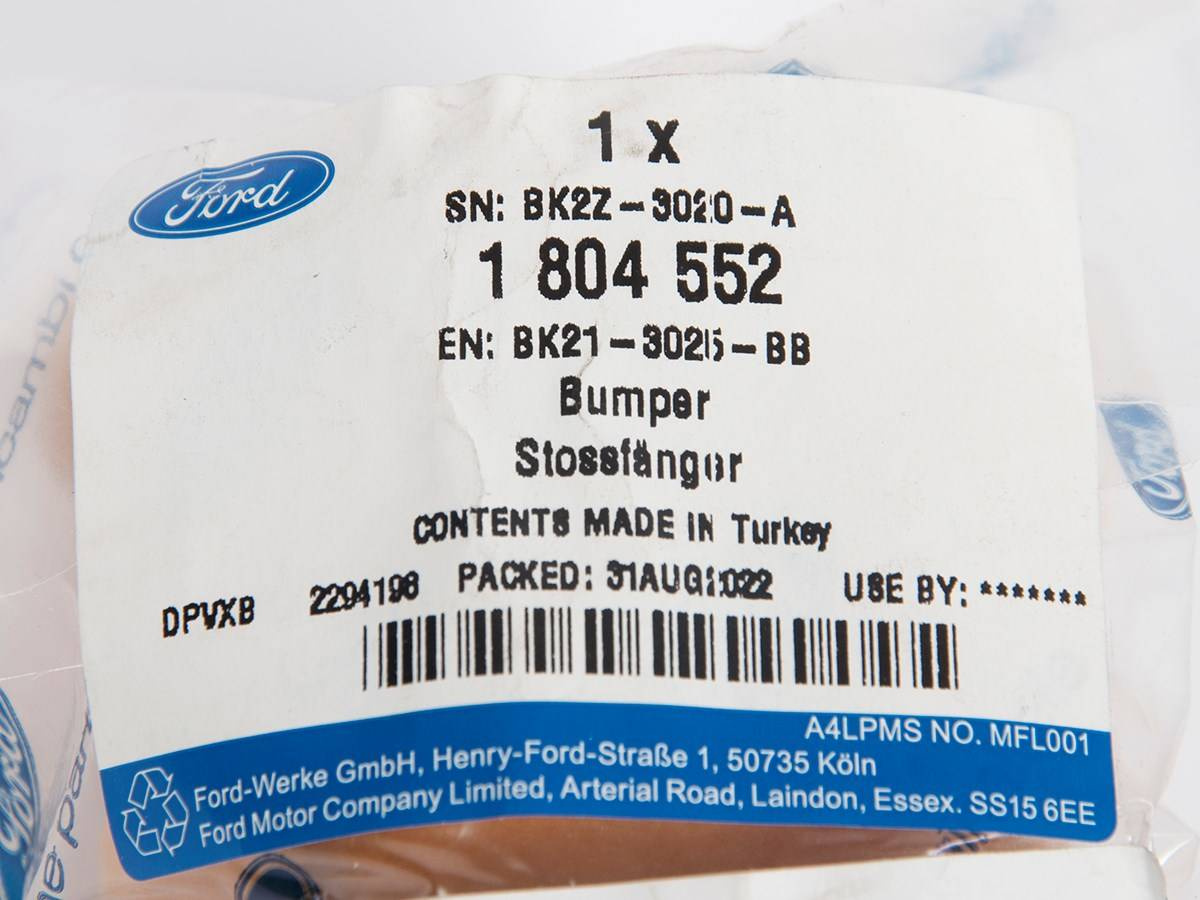 Ford
1 X
SN: BK2Z-3020-A
1 804 552
EN: BK21-3025-BB
Bumper
Stossfänger
CONTENTS MADE IN Turkey
DPVXB 2294198 PACKED: 31AUG2022 USE BY: *******
A4LPMS NO. MFL001
Ford-Werke GmbH, Henry-Ford-Straße 1, 50735 Köln
Ford Motor Company Limited, Arterial Road, Laindon, Essex. SS15 6EE
Ford
Ford